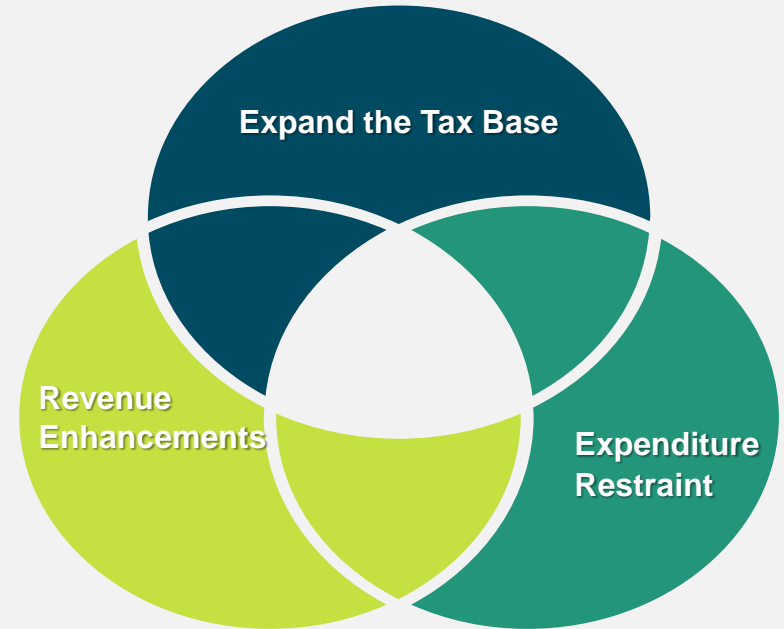 Expand the Tax Base
Revenue
Enhancements
Expenditure
Restraint